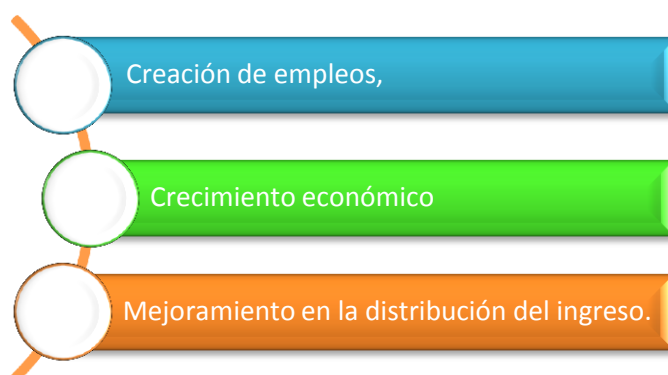 Creación de empleos,
Crecimiento económico
Mejoramiento en la distribución del ingreso.